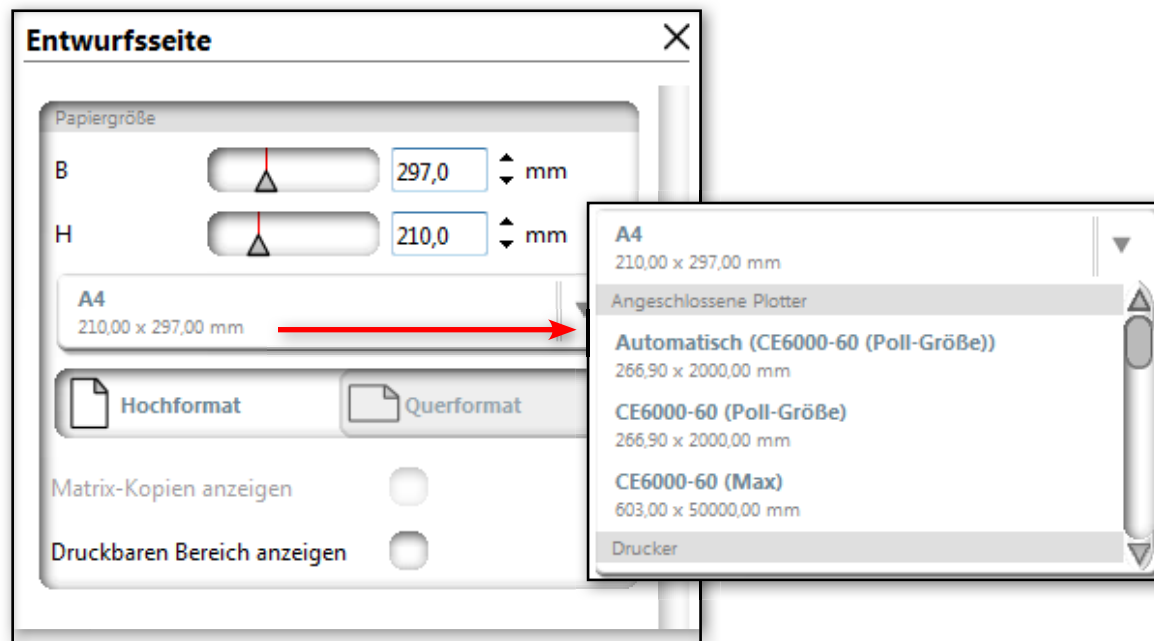 Entwurfsseite
Papiergröße
B 297,0 mm
H 210,0 mm
A4
210,00 x 297,00 mm
Hochformat Querformat
Matrix-Kopien anzeigen
Druckbaren Bereich anzeigen
A4
210,00 x 297,00 mm
Angeschlossene Plotter
Automatisch (CE6000-60 (Poll-Größe))
266,90 x 2000,00 mm
CE6000-60 (Poll-Größe)
266,90 x 2000,00 mm
CE6000-60 (Max)
603,00 x 50000,00 mm
Drucker